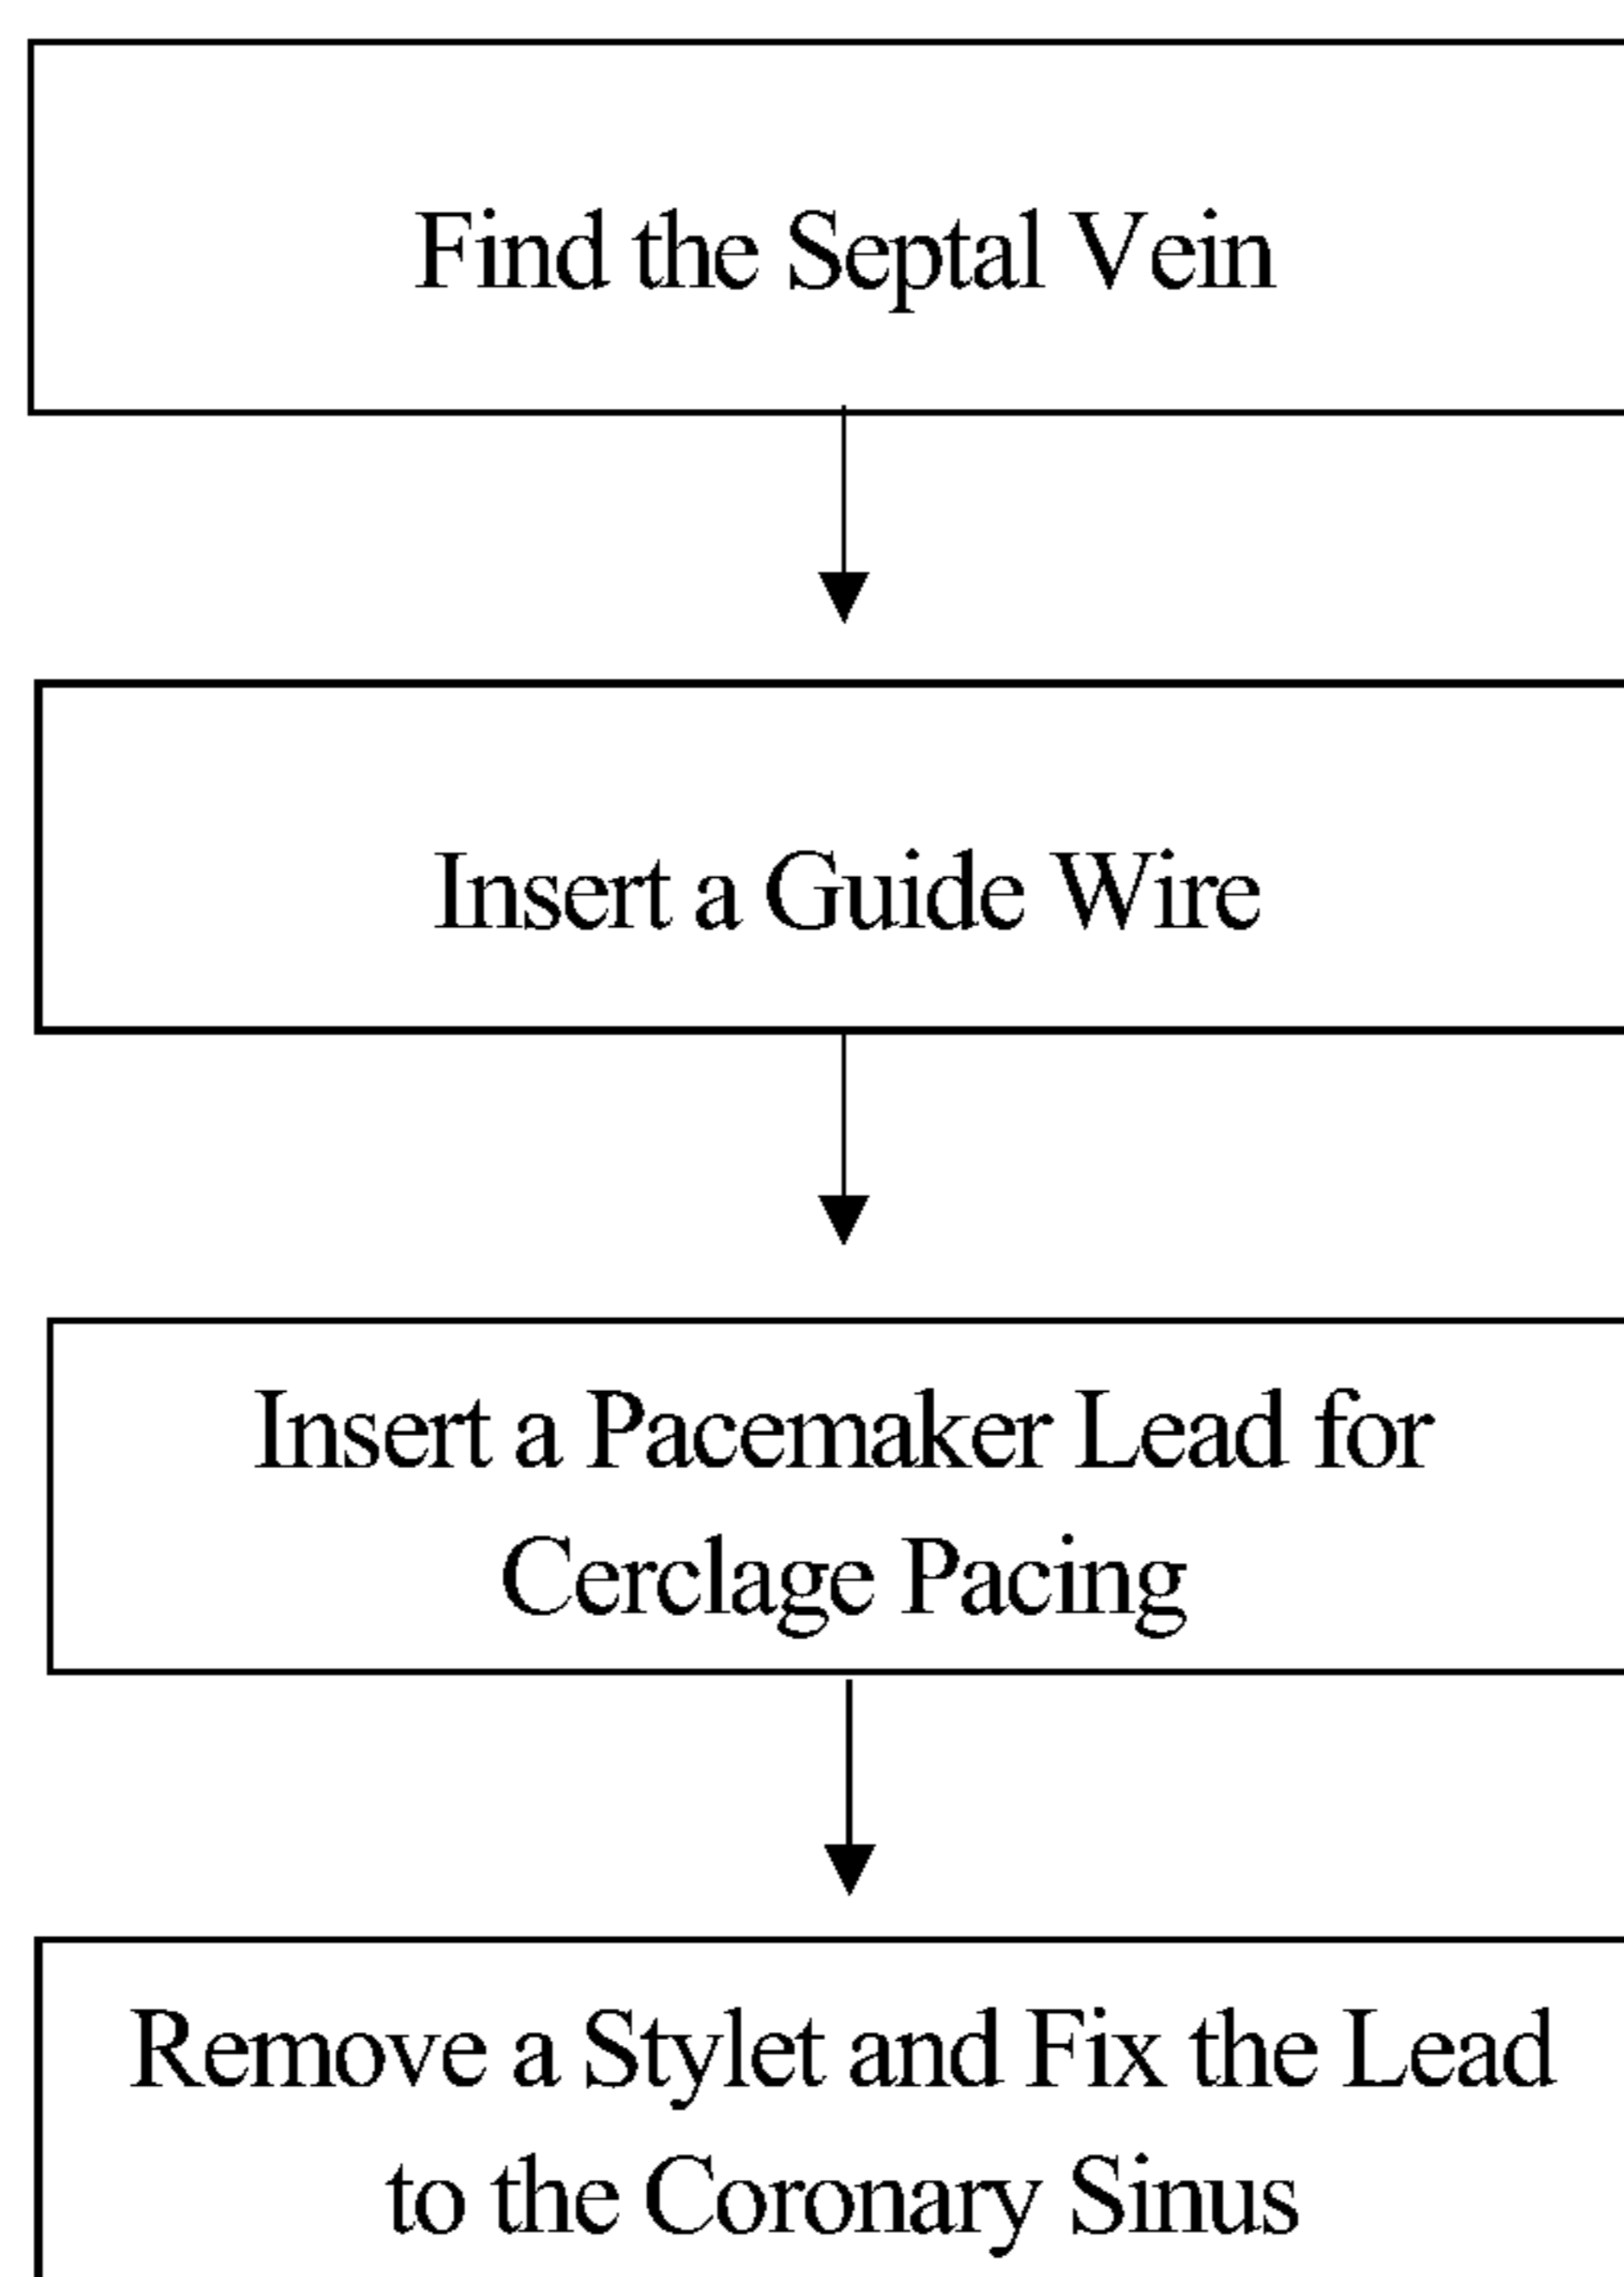 Find the Septal Vein
Insert a Guide Wire
Insert a Pacemaker Lead for
Cerclage Pacing
Remove a Stylet and Fix the Lead
to the Coronary Sinus